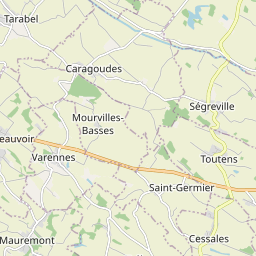 Tarabel
Caragoudes
Ségreville
Mourvilles-
Basses
eauvoir
Varennes
Toutens
Saint-Germier
Mauremont
Cessales